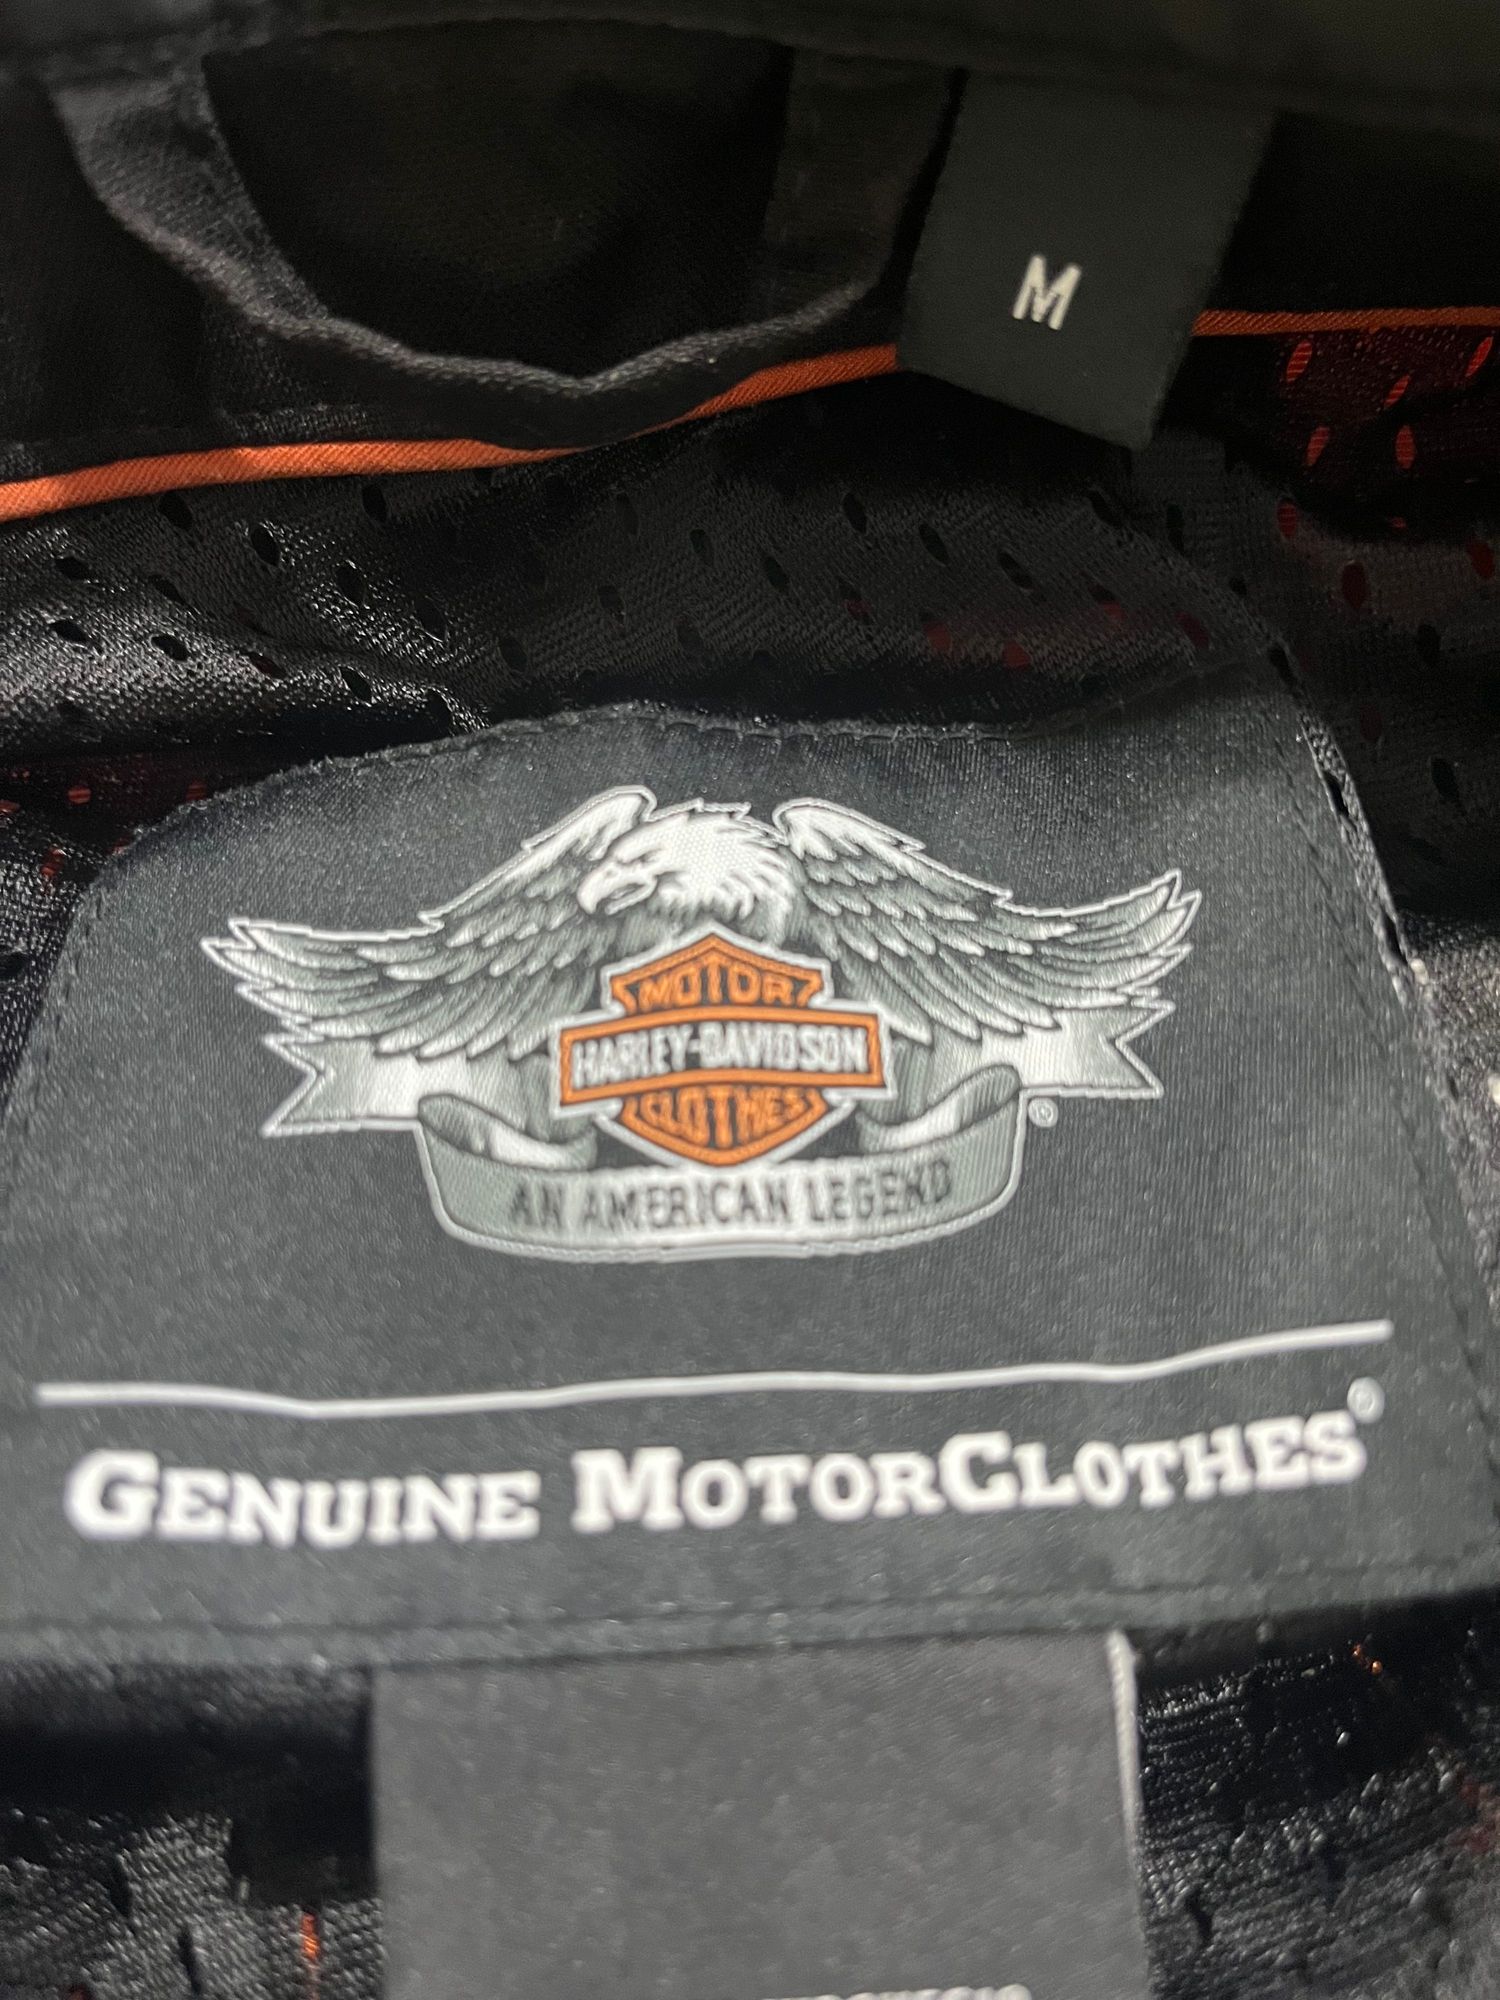 M
MOTOR
HARLEY-DAVIDSON
CLOTHES
®
AN AMERICAN LEGEND
GENUINE MOTORCLOTHES®